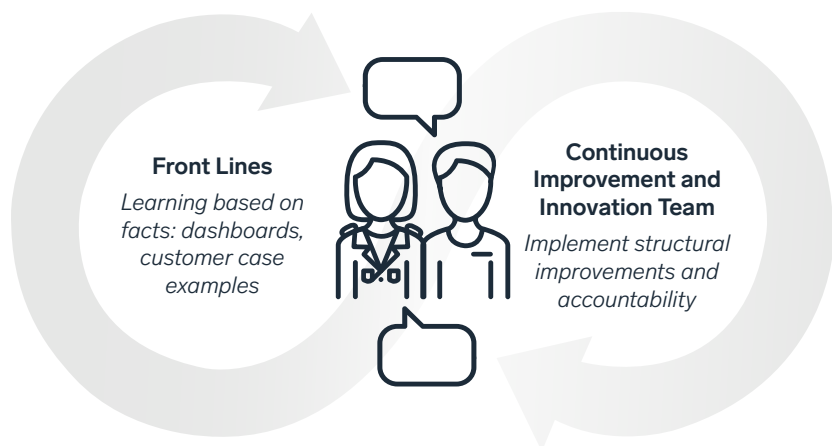 Front Lines
Learning based on
facts: dashboards,
customer case
examples
Continuous
Improvement and
Innovation Team
Implement structural
improvements and
accountability